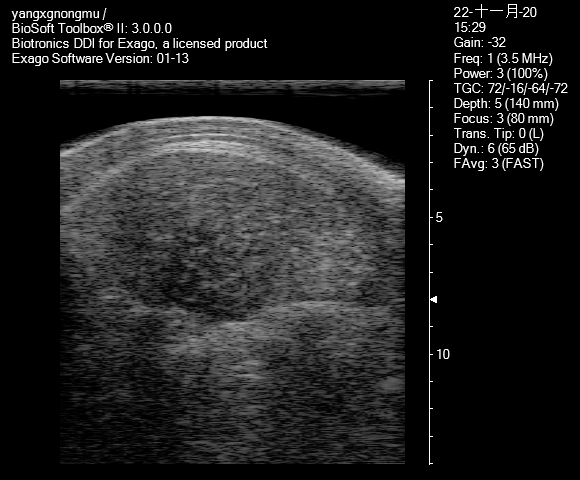 yangxgnongmu /
BioSoft Toolbox® II: 3.0.0.0
Biotronics DDI for Exago, a licensed product
Exago Software Version: 01-13
22-十一月-20
15:29
Gain: -32
Freq: 1 (3.5 MHz)
Power: 3 (100%)
TGC: 72/-16/-64/-72
Depth: 5 (140 mm)
Focus: 3 (80 mm)
Trans. Tip: 0 (L)
Dyn.: 6 (65 dB)
FAvg: 3 (FAST)
5
10